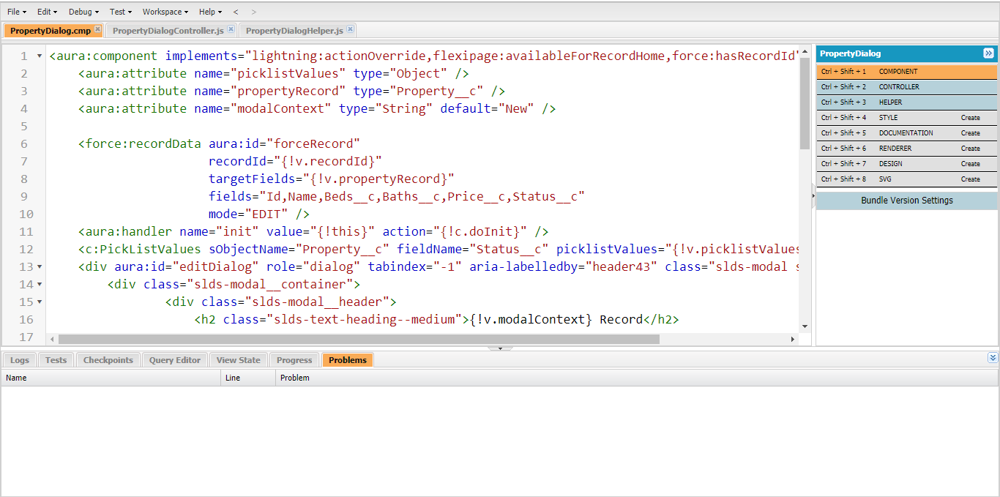 File Edit Debug Test Workspace Help < >
PropertyDialog.cmp PropertyDialogController.js PropertyDialogHelper.js
1 <aura:component implements="lightning:actionOverride,flexipage:availableForRecordHome,force:hasRecordId"
2 <aura:attribute name="picklistValues" type="Object" />
3 <aura:attribute name="propertyRecord" type="Property__c" />
4 <aura:attribute name="modalContext" type="String" default="New" />
5
6 <force:recordData aura:id="forceRecord"
7 recordId="{!v.recordId}"
8 targetFields="{!v.propertyRecord}"
9 fields="Id,Name,Beds__c,Baths__c,Price__c,Status__c"
10 mode="EDIT" />
11 <aura:handler name="init" value="{!this}" action="{!c.doInit}" />
12 <c:PickListValues sObjectName="Property__c" fieldName="Status__c" picklistValues="{!v.picklistValues
13 <div aura:id="editDialog" role="dialog" tabindex="-1" aria-labelledby="header43" class="slds-modal s
14 <div class="slds-modal__container">
15 <div class="slds-modal__header">
16 <h2 class="slds-text-heading--medium">{!v.modalContext} Record</h2>
17
PropertyDialog
Ctrl + Shift + 1 COMPONENT
Ctrl + Shift + 2 CONTROLLER
Ctrl + Shift + 3 HELPER
Ctrl + Shift + 4 STYLE Create
Ctrl + Shift + 5 DOCUMENTATION Create
Ctrl + Shift + 6 RENDERER Create
Ctrl + Shift + 7 DESIGN Create
Ctrl + Shift + 8 SVG Create
Bundle Version Settings
Logs Tests Checkpoints Query Editor View State Progress Problems
Name Line Problem